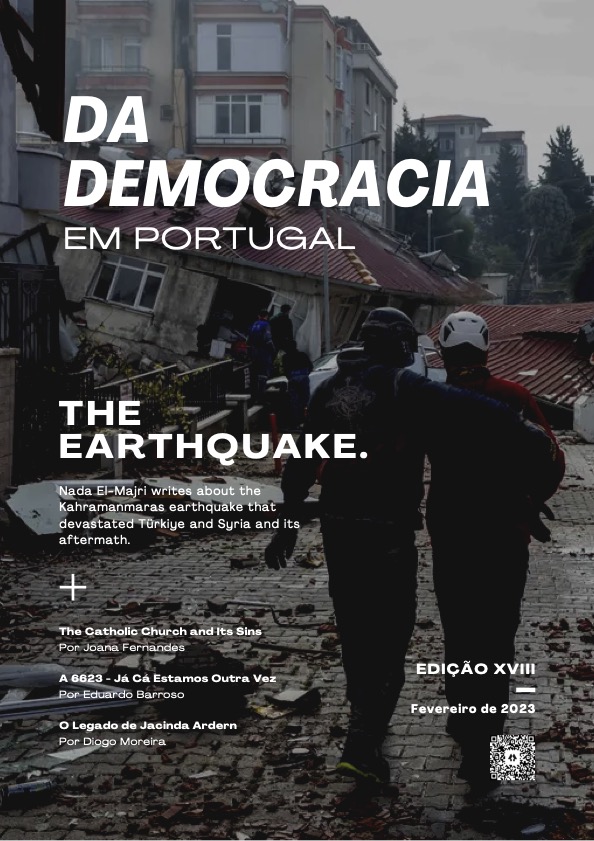 DA
DEMOCRACIA
EM PORTUGAL
THE
EARTHQUAKE.
Nada El-Majri writes about the
Kahramanmaras earthquake that
devastated Türkiye and Syria and its
aftermath.
The Catholic Church and Its Sins
Por Joana Fernandes
A 6623 - Já Cá Estamos Outra Vez
Por Eduardo Barroso
O Legado de Jacinda Ardern
Por Diogo Moreira
EDIÇÃO XVIII
Fevereiro de 2023